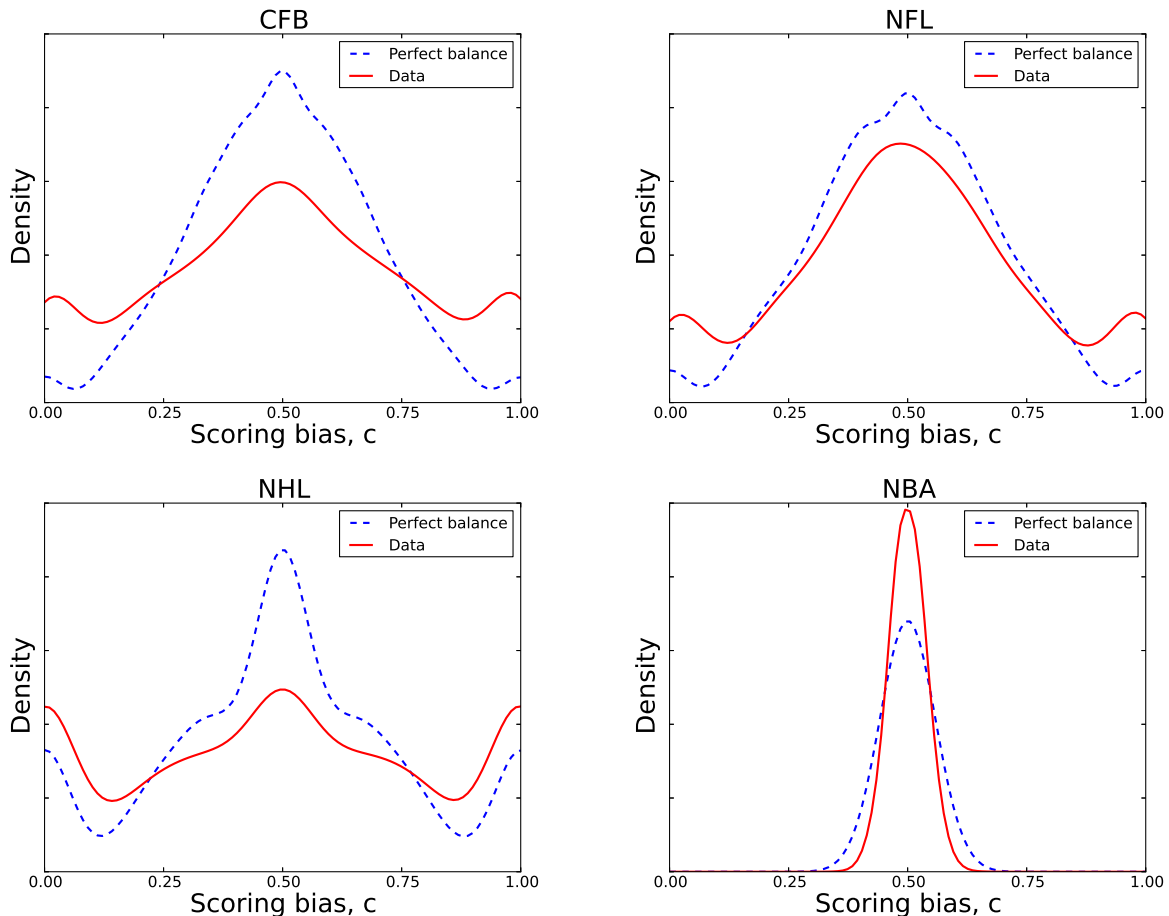 CFB
Perfect balance
Data
Density
0.00 0.25 0.50 0.75 1.00
Scoring bias, c
NFL
Perfect balance
Data
Density
0.00 0.25 0.50 0.75 1.00
Scoring bias, c
NHL
Perfect balance
Data
Density
0.00 0.25 0.50 0.75 1.00
Scoring bias, c
NBA
Perfect balance
Data
Density
0.00 0.25 0.50 0.75 1.00
Scoring bias, c